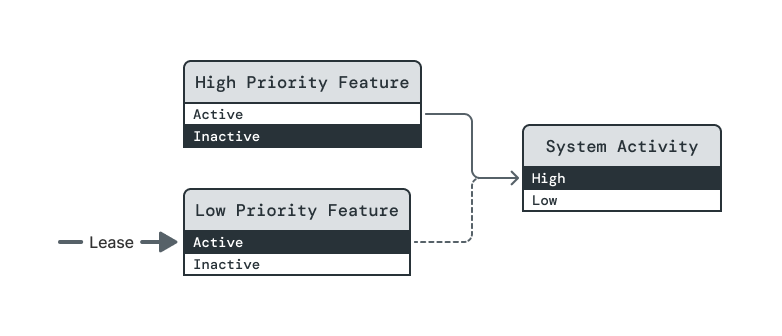 High Priority Feature
Active
Inactive
System Activity
High
Low
Low Priority Feature
Lease
Active
Inactive